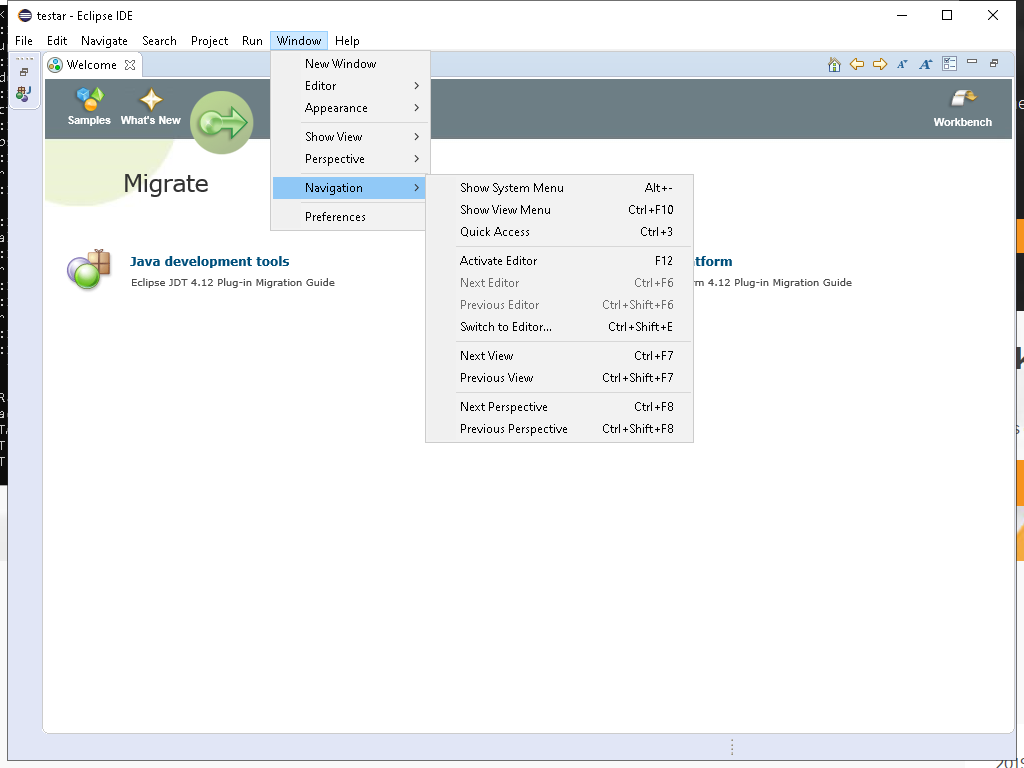 testar - Eclipse IDE
File Edit Navigate Search Project Run Window Help
Welcome
Samples What's New
Workbench
Migrate
Java development tools
Eclipse JDT 4.12 Plug-in Migration Guide
4.12 Plug-in Migration Guide
New Window
Editor
Appearance
Show View
Perspective
Navigation
Preferences
Show System Menu Alt+-
Show View Menu Ctrl+F10
Quick Access Ctrl+3
Activate Editor F12
Next Editor Ctrl+F6
Previous Editor Ctrl+Shift+F6
Switch to Editor... Ctrl+Shift+E
Next View Ctrl+F7
Previous View Ctrl+Shift+F7
Next Perspective Ctrl+F8
Previous Perspective Ctrl+Shift+F8